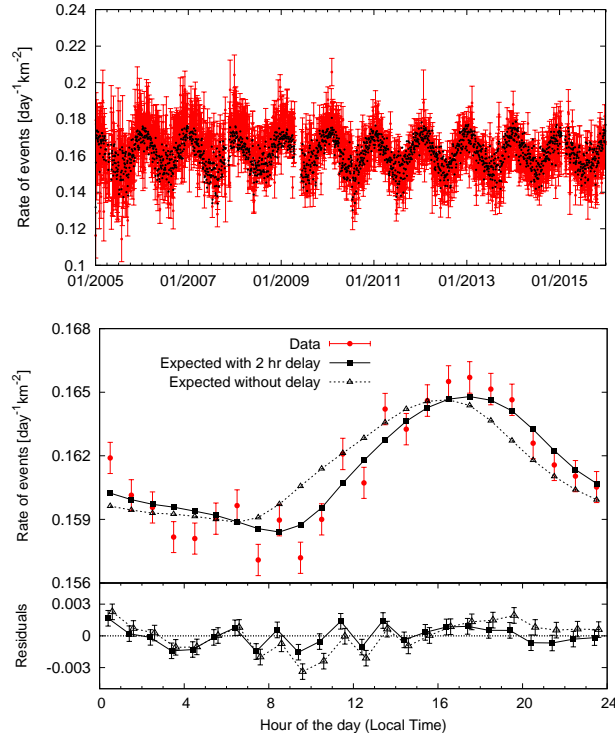 0.24
0.22
0.2
0.18
0.16
0.14
0.12
0.1
Rate of events [day⁻¹km⁻²]
01/2005 01/2007 01/2009 01/2011 01/2013 01/2015
0.168
0.165
0.162
0.159
0.156
Rate of events [day⁻¹km⁻²]
Data
Expected with 2 hr delay
Expected without delay
0.003
0
-0.003
Residuals
0 4 8 12 16 20 24
Hour of the day (Local Time)